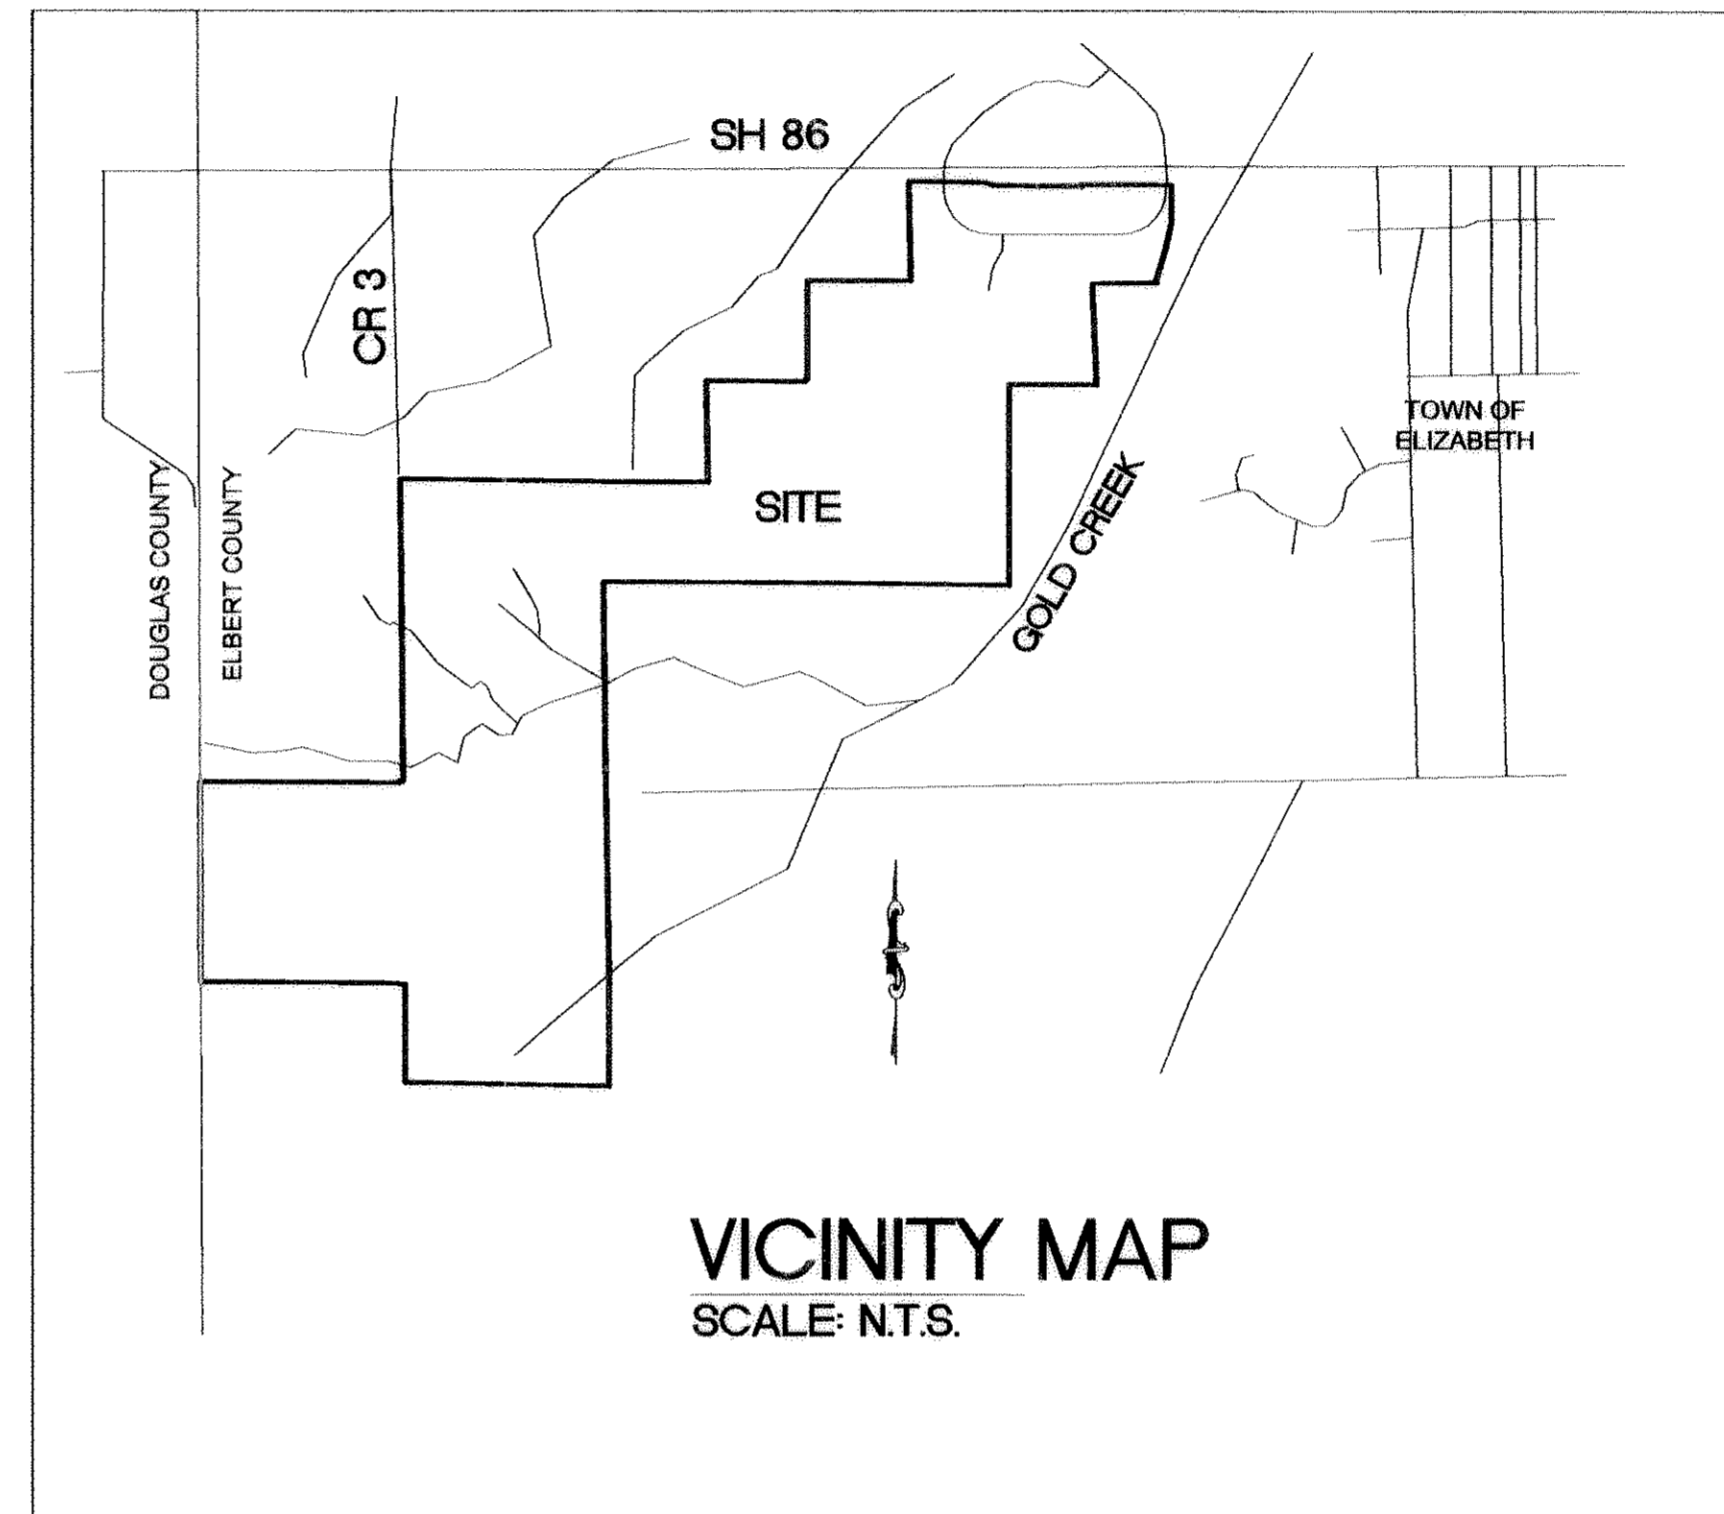 SH 86
CR 3
TOWN OF
ELIZABETH
DOUGLAS COUNTY
ELBERT COUNTY
SITE
GOLD CREEK
VICINITY MAP
SCALE: N.T.S.